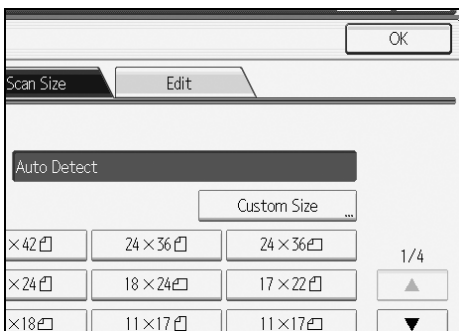 OK
Scan Size Edit
Auto Detect
Custom Size ...
×42 24×36 24×36
1/4
×24 18×24 17×22
▲
×18 11×17 11×17
▼